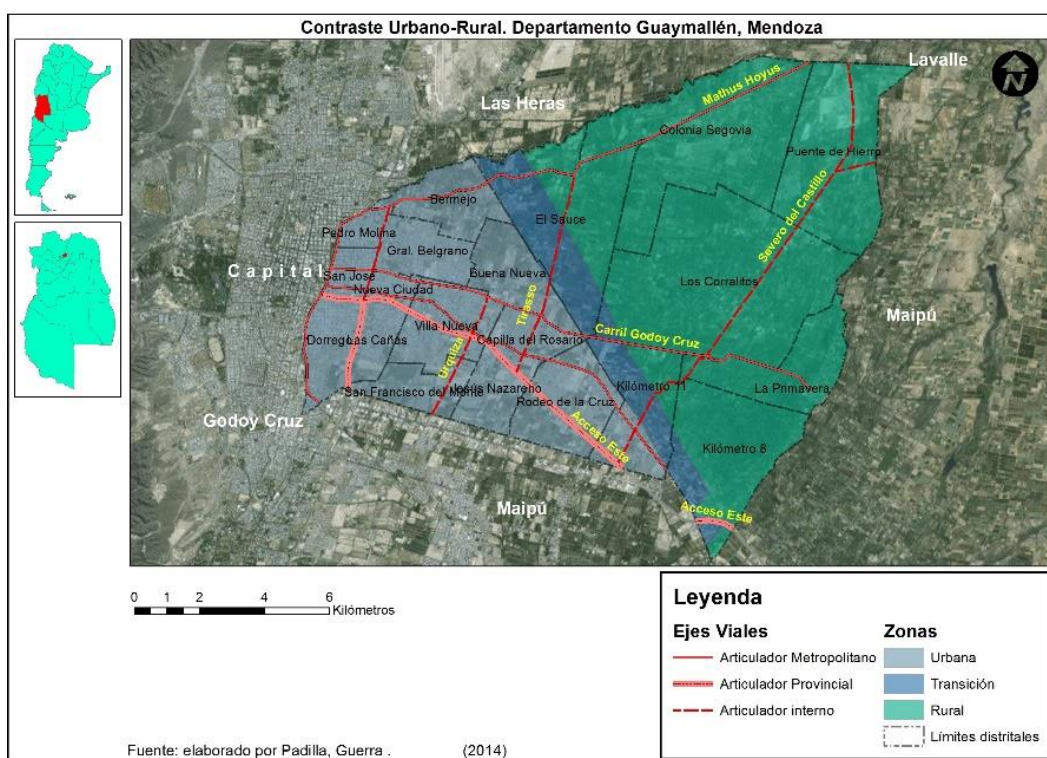 Contraste Urbano-Rural. Departamento Guaymallén, Mendoza
Lavalle
N
Mathus Hoyus
Las Heras
Colonia Segovia
Puente de Hierro
Severo del Castillo
Bermejo
El Sauce
Pedro Molina
Gral. Belgrano
Capital
San José
Buena Nueva
Los Corralitos
Nueva Ciudad
Tirasso
Maipú
Villa Nueva
Carril Godoy Cruz
Dorrego
Las Cañas
Capilla del Rosario
Urquiza
Kilómetro 11
La Primavera
San Francisco del Monte
Jesús Nazareno
Rodeo de la Cruz
Godoy Cruz
Acceso Este
Kilómetro 8
Maipú
Acceso Este
0 1 2 4 6
Kilómetros
Leyenda
Ejes Viales
Articulador Metropolitano
Articulador Provincial
Articulador interno
Zonas
Urbana
Transición
Rural
Límites distritales
Fuente: elaborado por Padilla, Guerra . (2014)